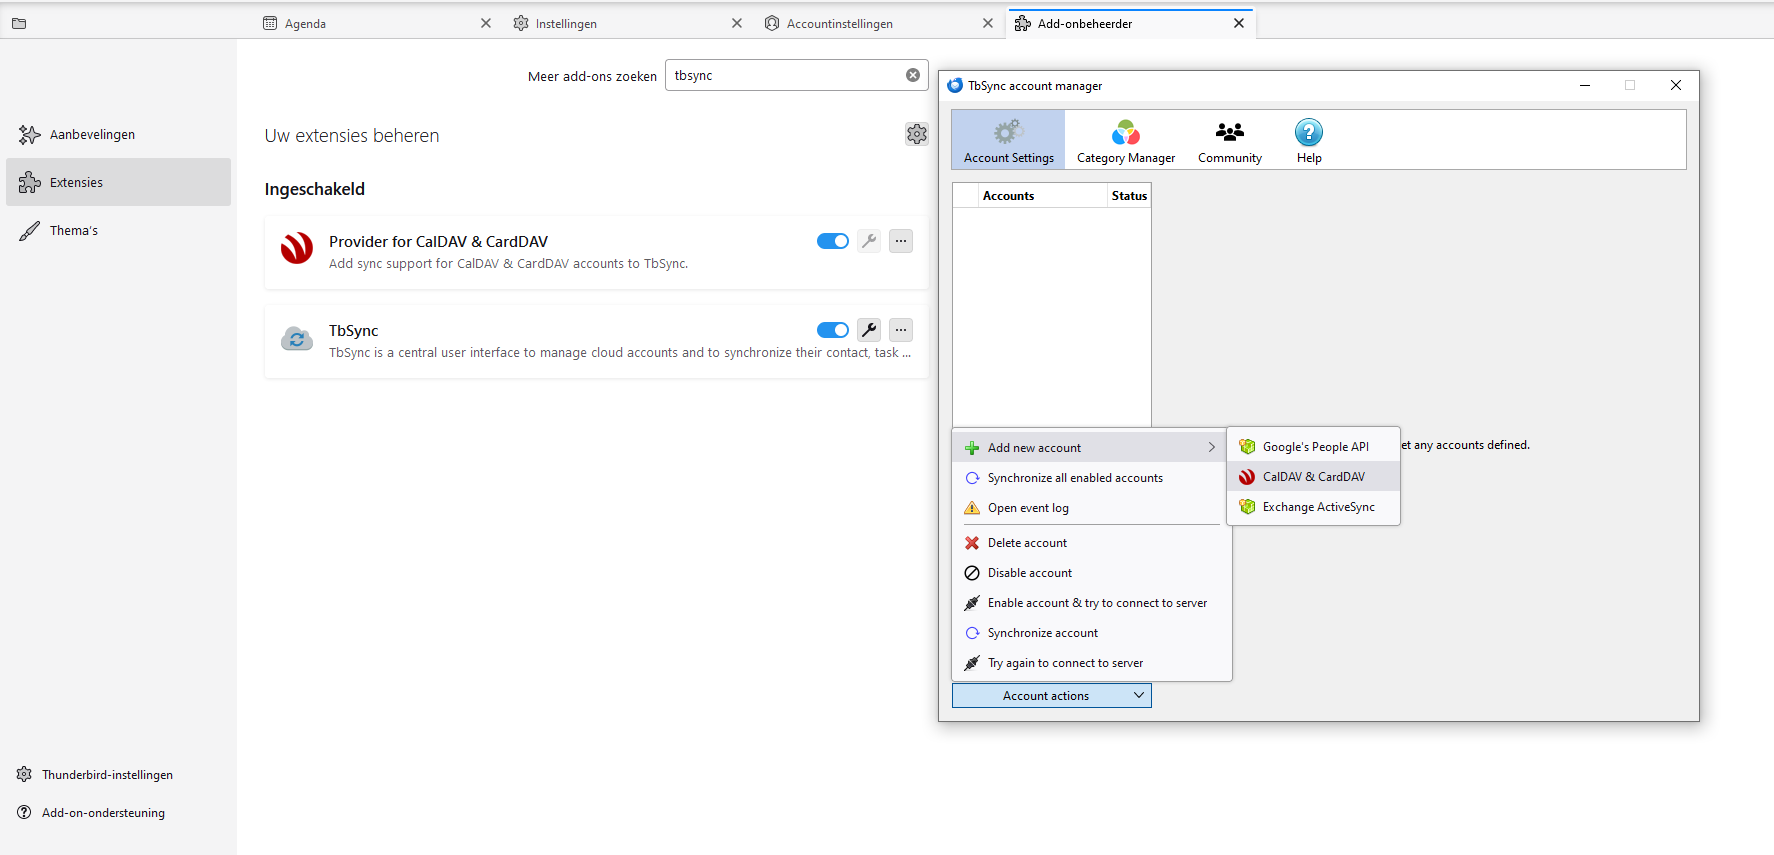 Agenda
Instellingen
Accountinstellingen
Add-onbeheerder
Meer add-ons zoeken
tbsync
Aanbevelingen
Extensies
Thema's
Uw extensies beheren
Ingeschakeld
Provider for CalDAV & CardDAV
Add sync support for CalDAV & CardDAV accounts to TbSync.
TbSync
TbSync is a central user interface to manage cloud accounts and to synchronize their contact, task ...
Thunderbird-instellingen
Add-on-ondersteuning
TbSync account manager
Account Settings
Category Manager
Community
Help
Accounts Status
et any accounts defined.
Add new account
Synchronize all enabled accounts
Open event log
Delete account
Disable account
Enable account & try to connect to server
Synchronize account
Try again to connect to server
Google's People API
CalDAV & CardDAV
Exchange ActiveSync
Account actions